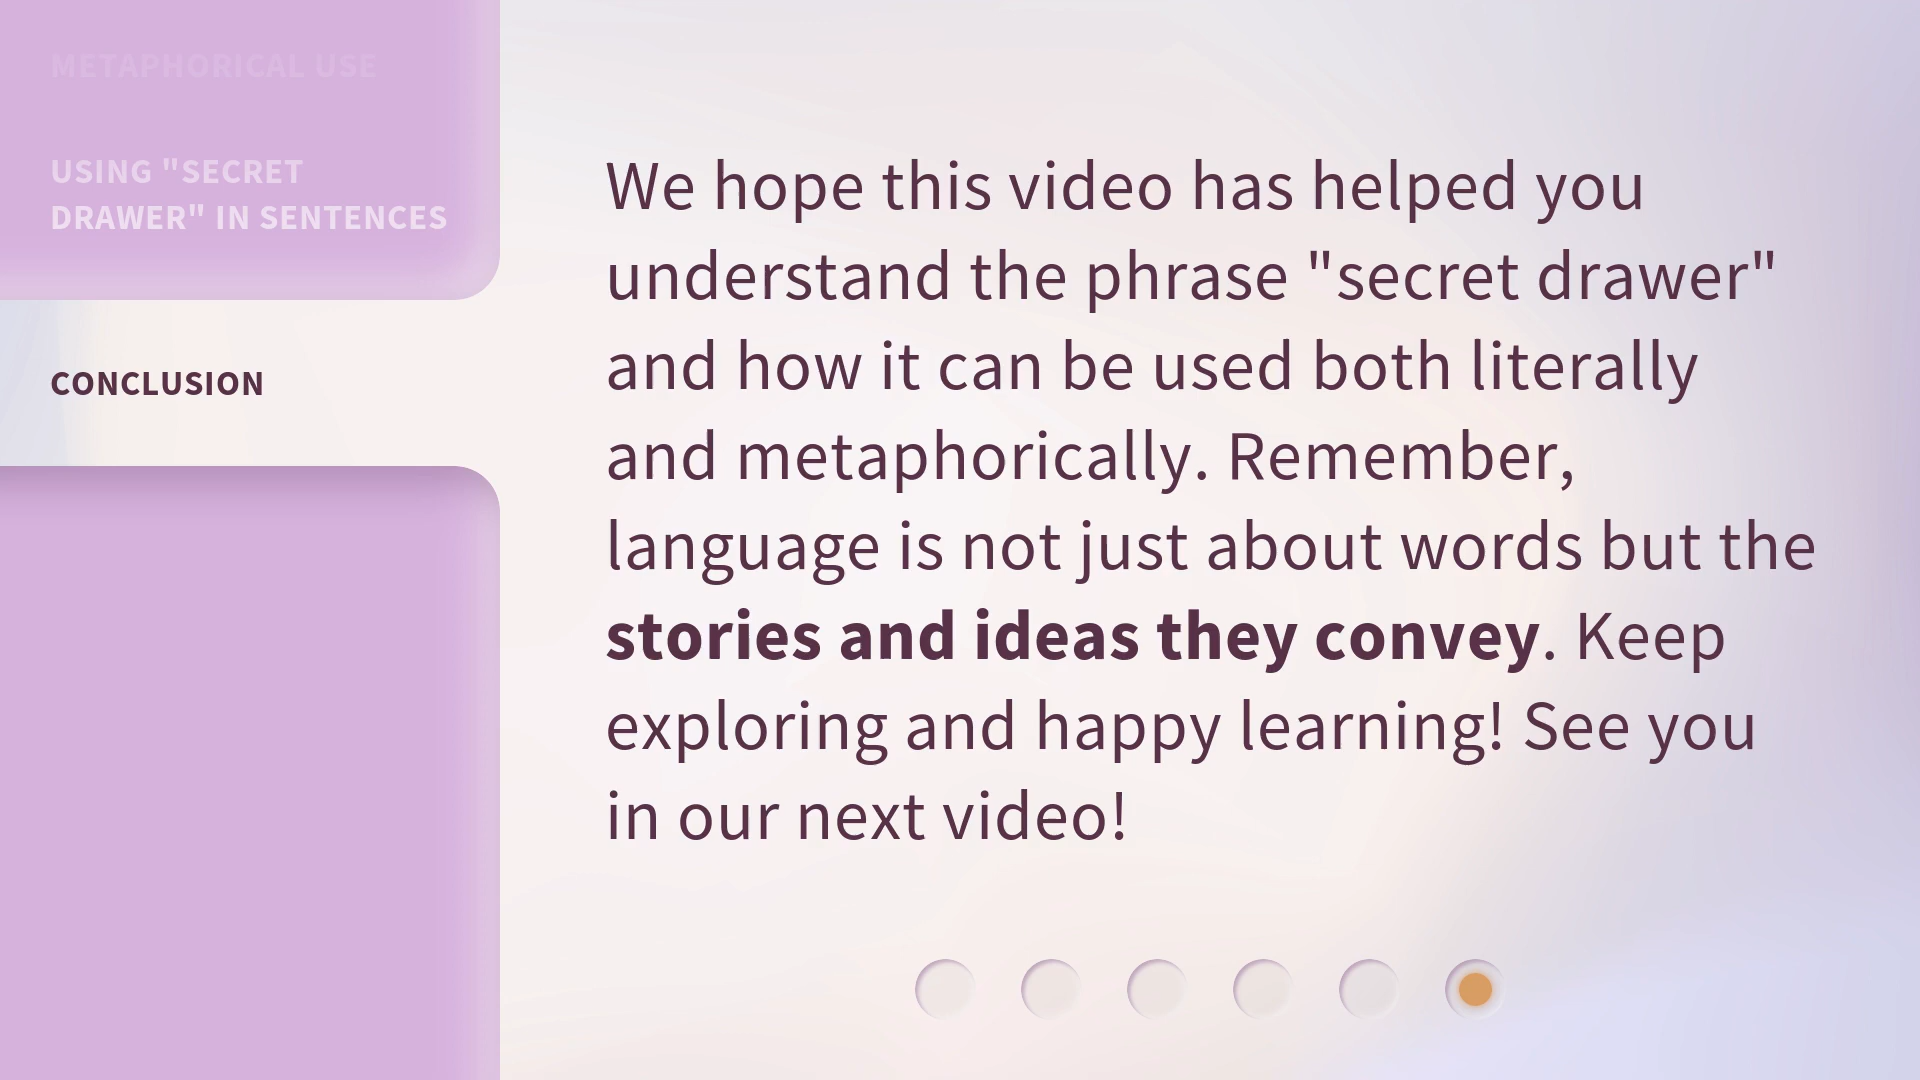 METAPHORICAL USE
USING "SECRET
DRAWER" IN SENTENCES
CONCLUSION
We hope this video has helped you
understand the phrase "secret drawer"
and how it can be used both literally
and metaphorically. Remember,
language is not just about words but the
stories and ideas they convey. Keep
exploring and happy learning! See you
in our next video!